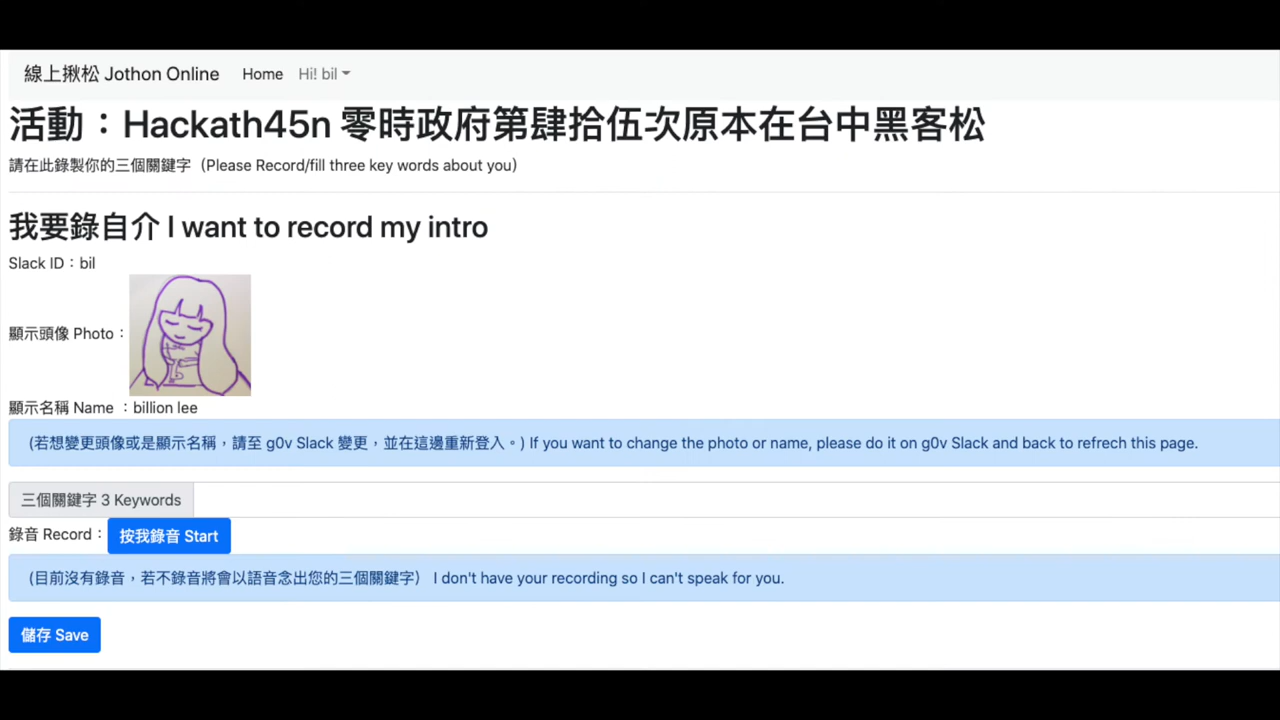 線上揪松 Jothon Online Home Hi! bil
活動：Hackath45n 零時政府第肆拾伍次原本在台中黑客松
請在此錄製你的三個關鍵字（Please Record/fill three key words about you）
我要錄自介 I want to record my intro
Slack ID：bil
顯示頭像 Photo：
顯示名稱 Name ：billion lee
(若想變更頭像或是顯示名稱，請至 g0v Slack 變更，並在這邊重新登入。) If you want to change the photo or name, please do it on g0v Slack and back to refrech this page.
三個關鍵字 3 Keywords
錄音 Record： 按我錄音 Start
(目前沒有錄音，若不錄音將會以語音念出您的三個關鍵字） I don't have your recording so I can't speak for you.
儲存 Save